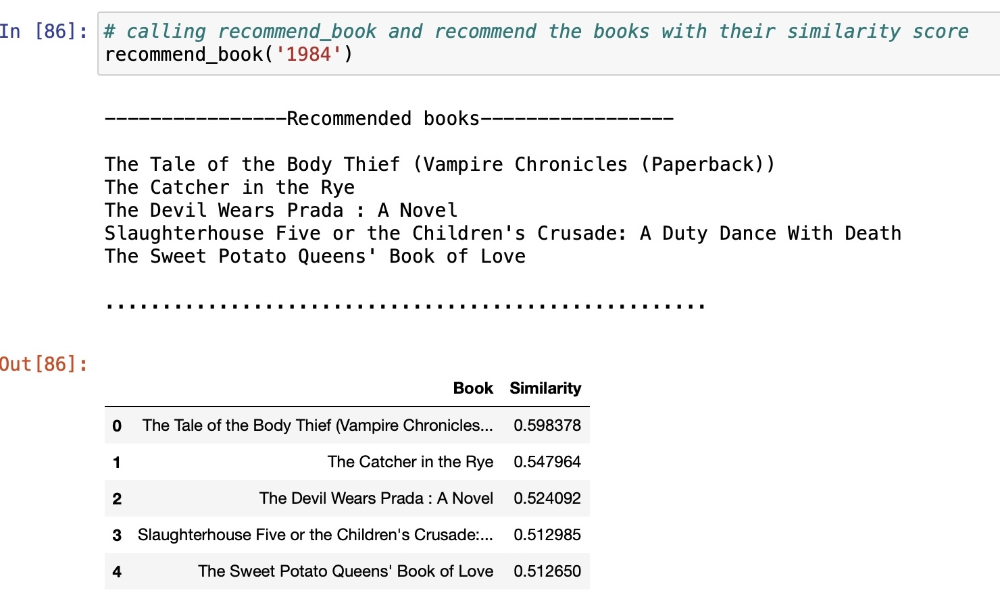 In [86]: # calling recommend_book and recommend the books with their similarity score
recommend_book('1984')
----------------Recommended books-----------------
The Tale of the Body Thief (Vampire Chronicles (Paperback))
The Catcher in the Rye
The Devil Wears Prada : A Novel
Slaughterhouse Five or the Children's Crusade: A Duty Dance With Death
The Sweet Potato Queens' Book of Love
.....................................................
Out[86]:
Book Similarity
0 The Tale of the Body Thief (Vampire Chronicles... 0.598378
1 The Catcher in the Rye 0.547964
2 The Devil Wears Prada : A Novel 0.524092
3 Slaughterhouse Five or the Children's Crusade:... 0.512985
4 The Sweet Potato Queens' Book of Love 0.512650